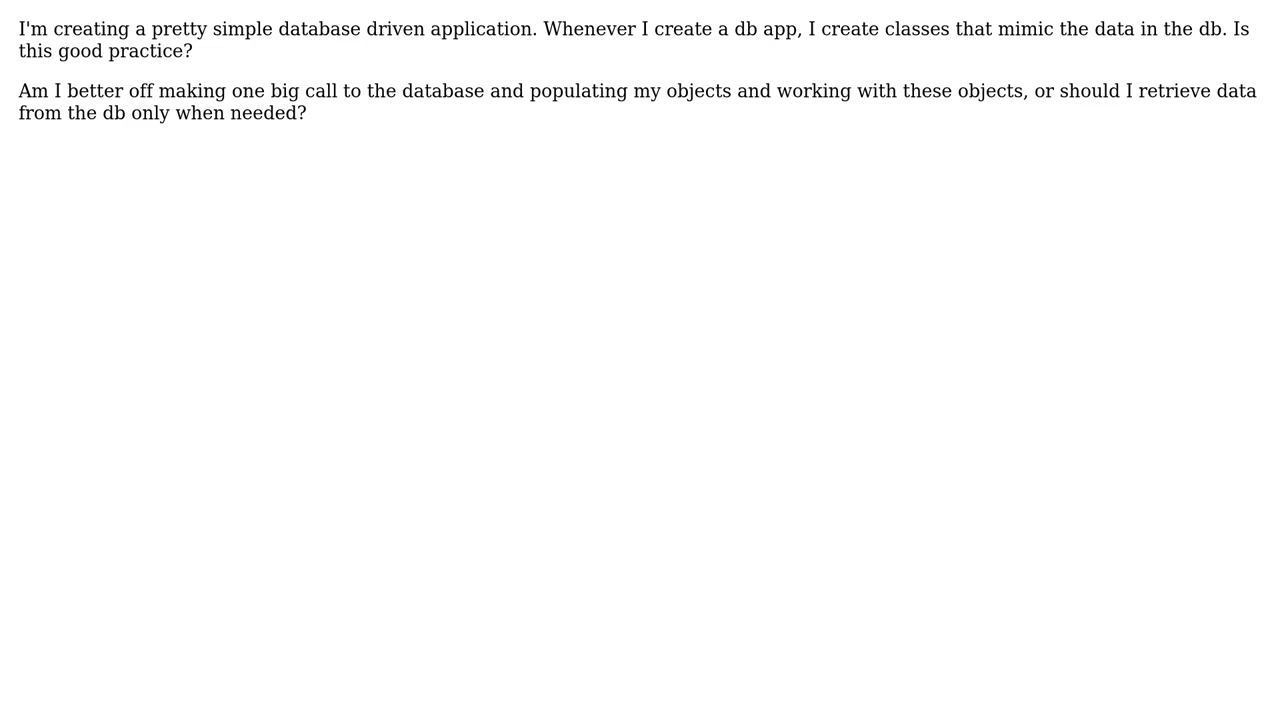 I'm creating a pretty simple database driven application. Whenever I create a db app, I create classes that mimic the data in the db. Is
this good practice?
Am I better off making one big call to the database and populating my objects and working with these objects, or should I retrieve data
from the db only when needed?